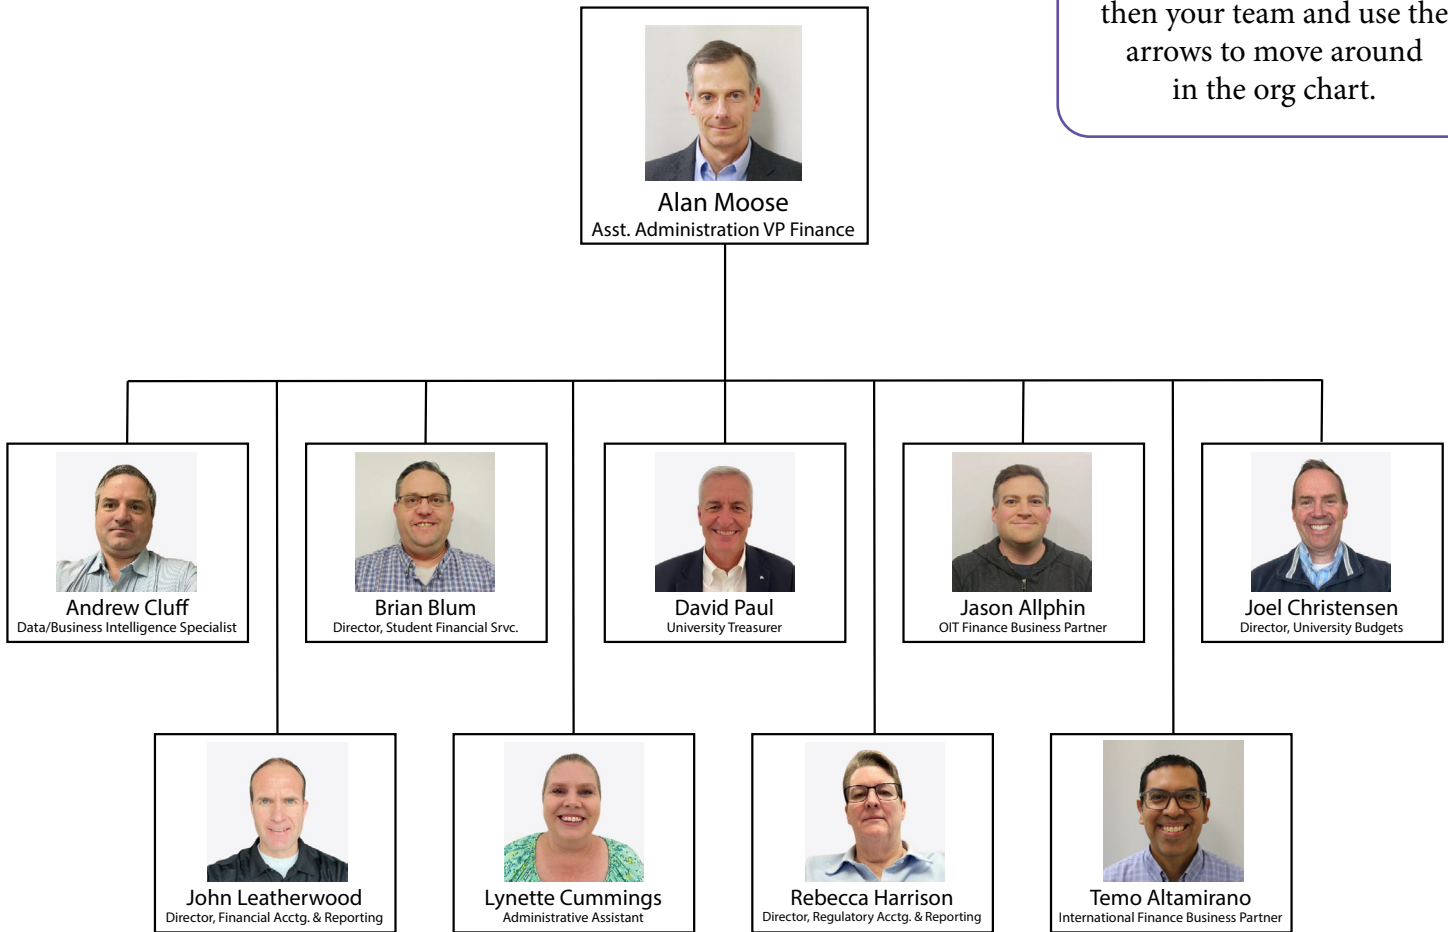 then your team and use the
arrows to move around
in the org chart.
Alan Moose
Asst. Administration VP Finance
Andrew Cluff
Data/Business Intelligence Specialist
Brian Blum
Director, Student Financial Srvc.
David Paul
University Treasurer
Jason Allphin
OIT Finance Business Partner
Joel Christensen
Director, University Budgets
John Leatherwood
Director, Financial Acctg. & Reporting
Lynette Cummings
Administrative Assistant
Rebecca Harrison
Director, Regulatory Acctg. & Reporting
Temo Altamirano
International Finance Business Partner